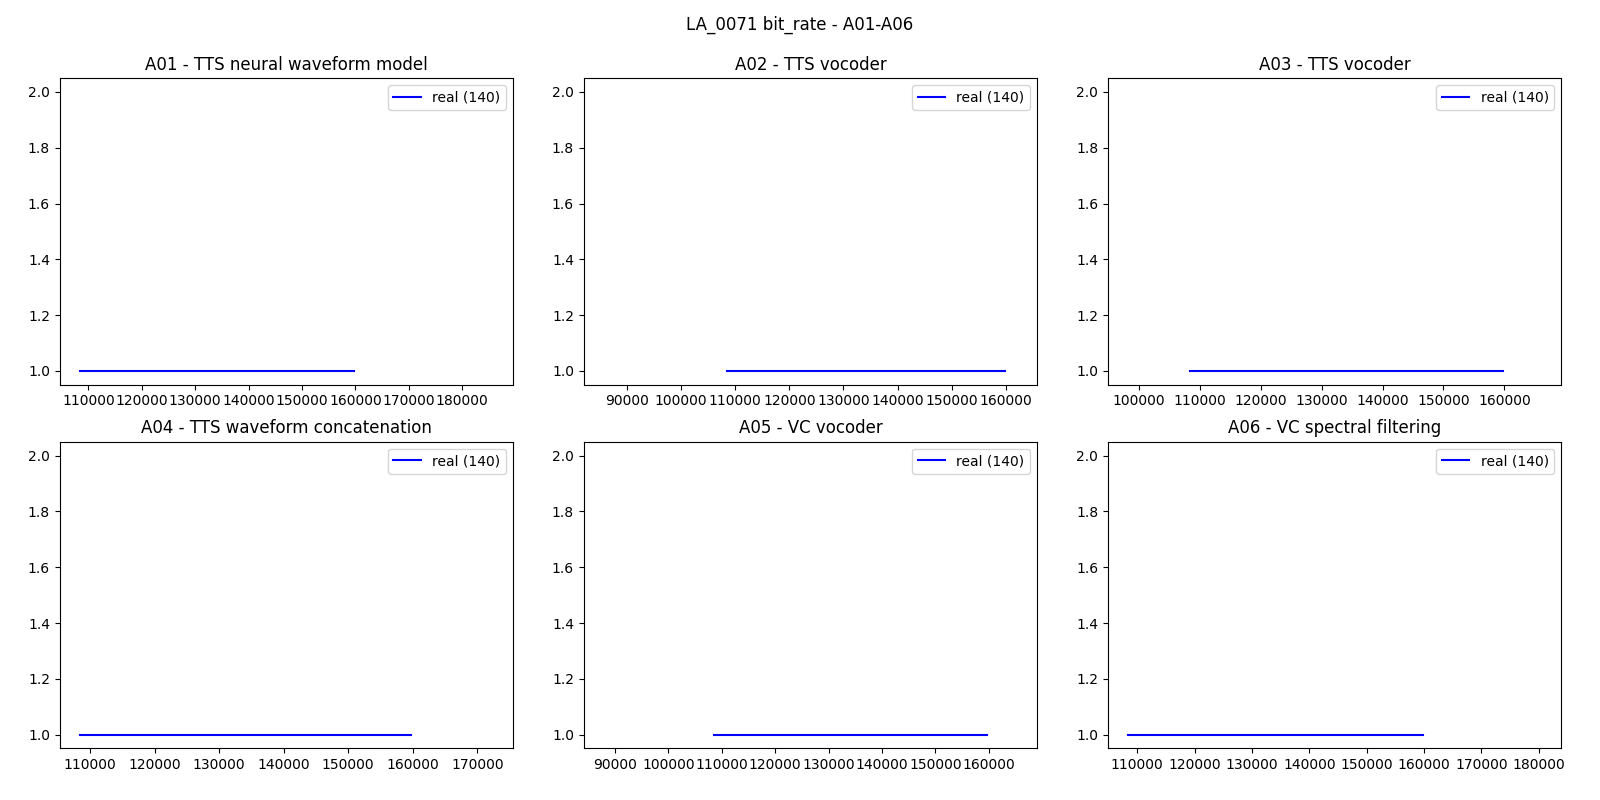 LA_0071 bit_rate - A01-A06
A01 - TTS neural waveform model
2.0
1.8
1.6
1.4
1.2
1.0
real (140)
110000 120000 130000 140000 150000 160000 170000 180000
A02 - TTS vocoder
2.0
1.8
1.6
1.4
1.2
1.0
real (140)
90000 100000 110000 120000 130000 140000 150000 160000
A03 - TTS vocoder
2.0
1.8
1.6
1.4
1.2
1.0
real (140)
100000 110000 120000 130000 140000 150000 160000
A04 - TTS waveform concatenation
2.0
1.8
1.6
1.4
1.2
1.0
real (140)
110000 120000 130000 140000 150000 160000 170000
A05 - VC vocoder
2.0
1.8
1.6
1.4
1.2
1.0
real (140)
90000 100000 110000 120000 130000 140000 150000 160000
A06 - VC spectral filtering
2.0
1.8
1.6
1.4
1.2
1.0
real (140)
110000 120000 130000 140000 150000 160000 170000 180000